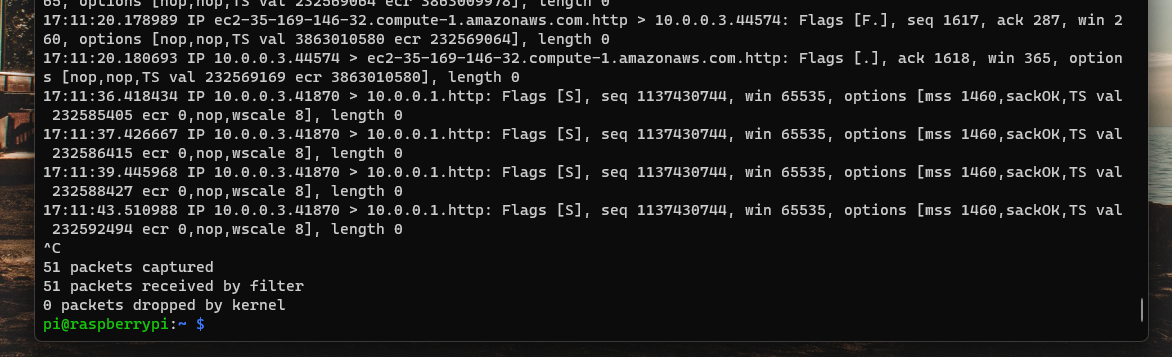 65, options [nop,nop,TS val 232569064 ecr 3863009978], length 0
17:11:20.178989 IP ec2-35-169-146-32.compute-1.amazonaws.com.http > 10.0.0.3.44574: Flags [F.], seq 1617, ack 287, win 2
60, options [nop,nop,TS val 3863010580 ecr 232569064], length 0
17:11:20.180693 IP 10.0.0.3.44574 > ec2-35-169-146-32.compute-1.amazonaws.com.http: Flags [.], ack 1618, win 365, option
s [nop,nop,TS val 232569169 ecr 3863010580], length 0
17:11:36.418434 IP 10.0.0.3.41870 > 10.0.0.1.http: Flags [S], seq 1137430744, win 65535, options [mss 1460,sackOK,TS val
 232585405 ecr 0,nop,wscale 8], length 0
17:11:37.426667 IP 10.0.0.3.41870 > 10.0.0.1.http: Flags [S], seq 1137430744, win 65535, options [mss 1460,sackOK,TS val
 232586415 ecr 0,nop,wscale 8], length 0
17:11:39.445968 IP 10.0.0.3.41870 > 10.0.0.1.http: Flags [S], seq 1137430744, win 65535, options [mss 1460,sackOK,TS val
 232588427 ecr 0,nop,wscale 8], length 0
17:11:43.510988 IP 10.0.0.3.41870 > 10.0.0.1.http: Flags [S], seq 1137430744, win 65535, options [mss 1460,sackOK,TS val
 232592494 ecr 0,nop,wscale 8], length 0
^C
51 packets captured
51 packets received by filter
0 packets dropped by kernel
pi@raspberrypi:~ $